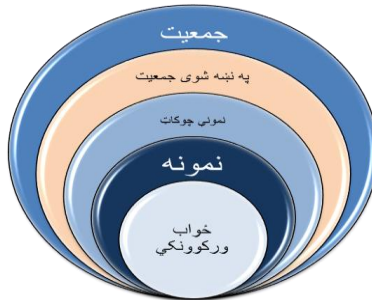 جمعیت
په نښه شوی جمعیت
نمونې چوکاټ
نمونه
ځواب
ورکوونکي